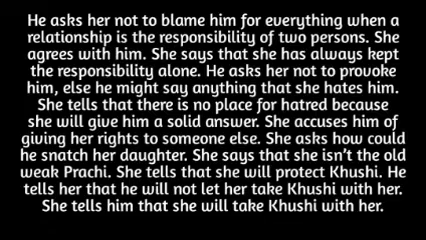 He asks her not to blame him for everything when a
relationship is the responsibility of two persons. She
agrees with him. She says that she has always kept
the responsibility alone. He asks her not to provoke
him, else he might say anything that she hates him.
She tells that there is no place for hatred because
she will give him a solid answer. She accuses him of
giving her rights to someone else. She asks how could
he snatch her daughter. She says that she isn't the old
weak Prachi. She tells that she will protect Khushi. He
tells her that he will not let her take Khushi with her.
She tells him that she will take Khushi with her.